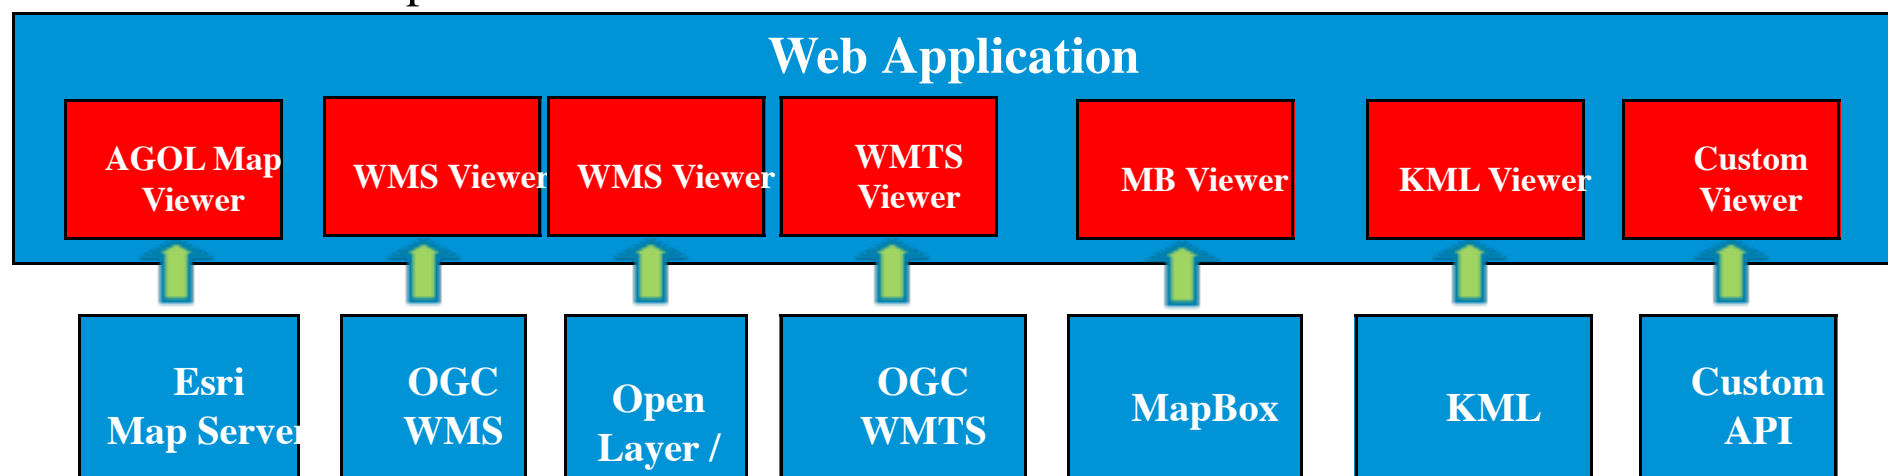 Web Application
AGOL Map
Viewer
WMS Viewer
WMS Viewer
WMTS
Viewer
MB Viewer
KML Viewer
Custom
Viewer
Esri
Map Server
OGC
WMS
Open
Layer /
OGC
WMTS
MapBox
KML
Custom
API